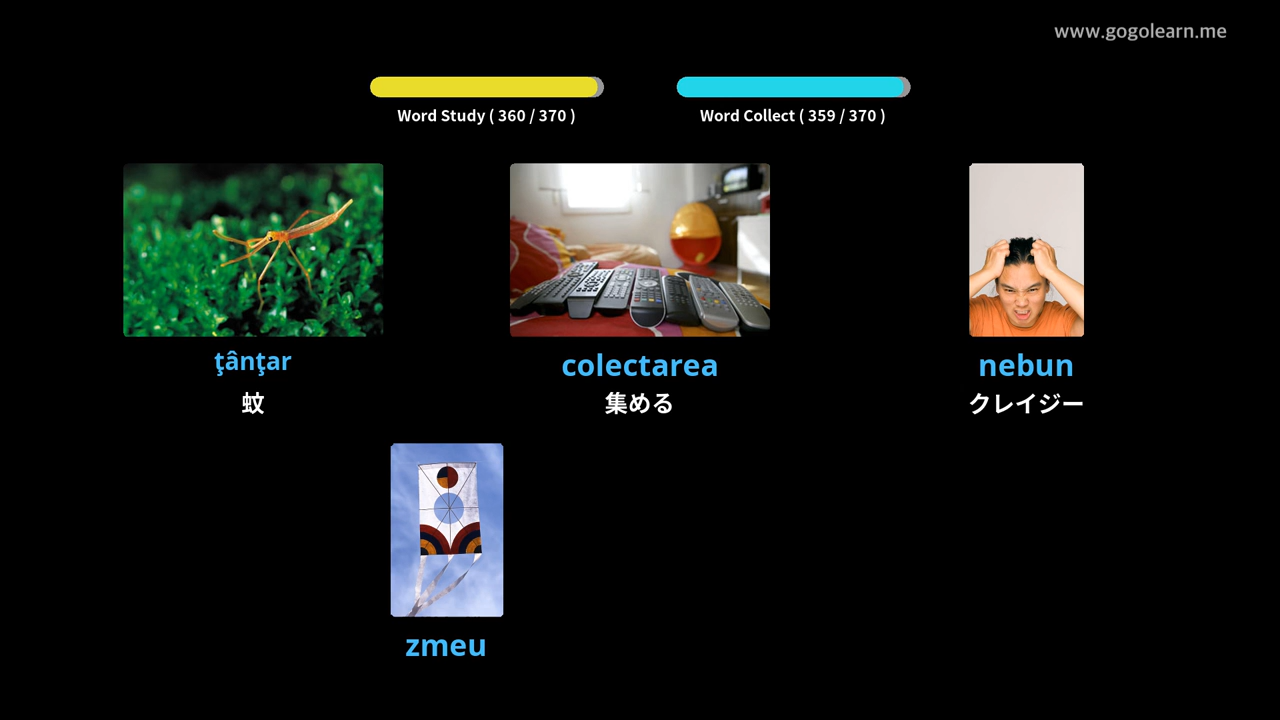 www.gogolearn.me
Word Study ( 360 / 370 )
Word Collect ( 359 / 370 )
ţânţar
colectarea
nebun
蚊
集める
クレイジー
zmeu